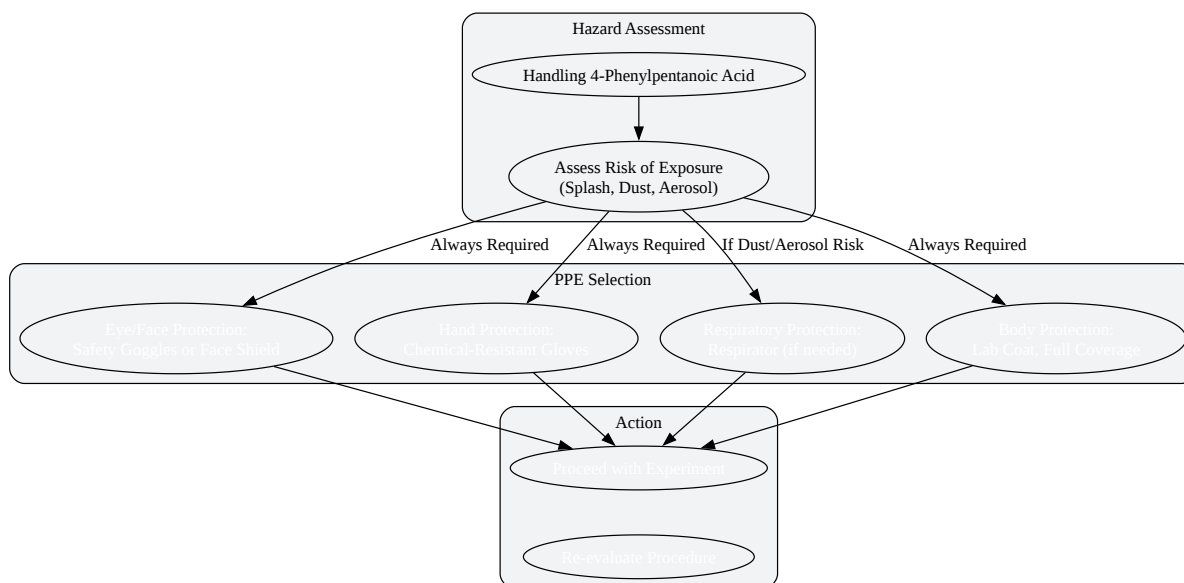 Hazard Assessment
Handling 4-Phenylpentanoic Acid
Assess Risk of Exposure
(Splash, Dust, Aerosol)
Always Required
Always Required
If Dust/Aerosol Risk
Always Required
PPE Selection
Eye/Face Protection:
Safety Goggles or Face Shield
Hand Protection:
Chemical-Resistant Gloves
Respiratory Protection:
Respirator (if needed)
Body Protection:
Lab Coat, Full Coverage
Action
Proceed with Experiment
Re-evaluate Procedure